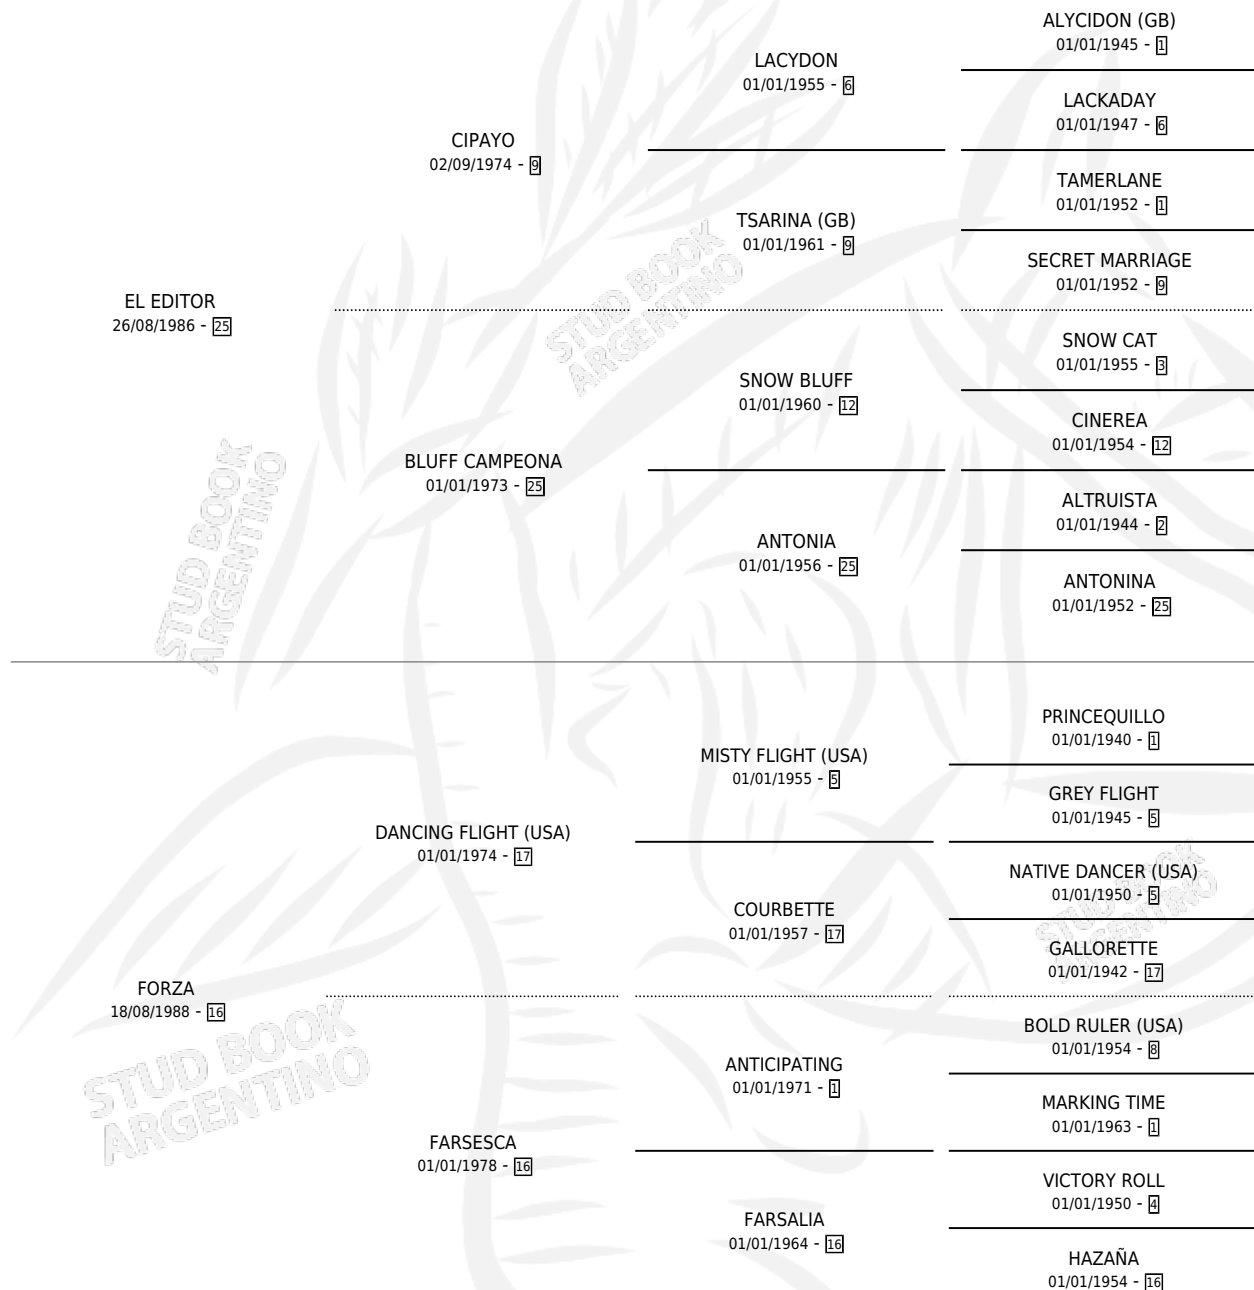 ALYCIDON (GB)
01/01/1945 - 1
LACYDON
01/01/1955 - 6
LACKADAY
01/01/1947 - 6
CIPAYO
02/09/1974 - 9
TAMERLANE
01/01/1952 - 1
TSARINA (GB)
01/01/1961 - 9
SECRET MARRIAGE
01/01/1952 - 9
EL EDITOR
26/08/1986 - 25
STUD BOOK
ARGENTINO
SNOW CAT
01/01/1955 - 3
SNOW BLUFF
01/01/1960 - 12
CINEREA
01/01/1954 - 12
BLUFF CAMPEONA
01/01/1973 - 25
ALTRUISTA
01/01/1944 - 2
ANTONIA
01/01/1956 - 25
ANTONINA
01/01/1952 - 25
STUD BOOK
ARGENTINO
PRINCEQUILLO
01/01/1940 - 1
MISTY FLIGHT (USA)
01/01/1955 - 5
GREY FLIGHT
01/01/1945 - 5
DANCING FLIGHT (USA)
01/01/1974 - 17
NATIVE DANCER (USA)
01/01/1950 - 5
STUD BOOK
ARGENTINO
COURBETTE
01/01/1957 - 17
GALLORETTE
01/01/1942 - 17
FORZA
18/08/1988 - 16
STUD BOOK
ARGENTINO
BOLD RULER (USA)
01/01/1954 - 8
ANTICIPATING
01/01/1971 - 1
MARKING TIME
01/01/1963 - 1
FARSESCA
01/01/1978 - 16
VICTORY ROLL
01/01/1950 - 4
FARSALIA
01/01/1964 - 16
HAZAÑA
01/01/1954 - 16